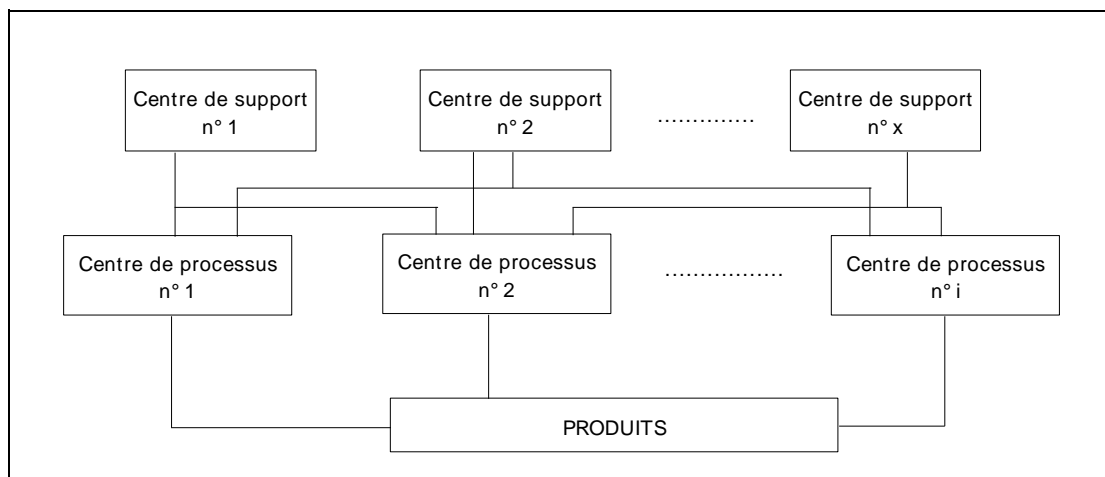 Centre de support
n° 1
Centre de support
n° 2
..............
Centre de support
n° x
Centre de processus
n° 1
Centre de processus
n° 2
.................
Centre de processus
n° i
PRODUITS